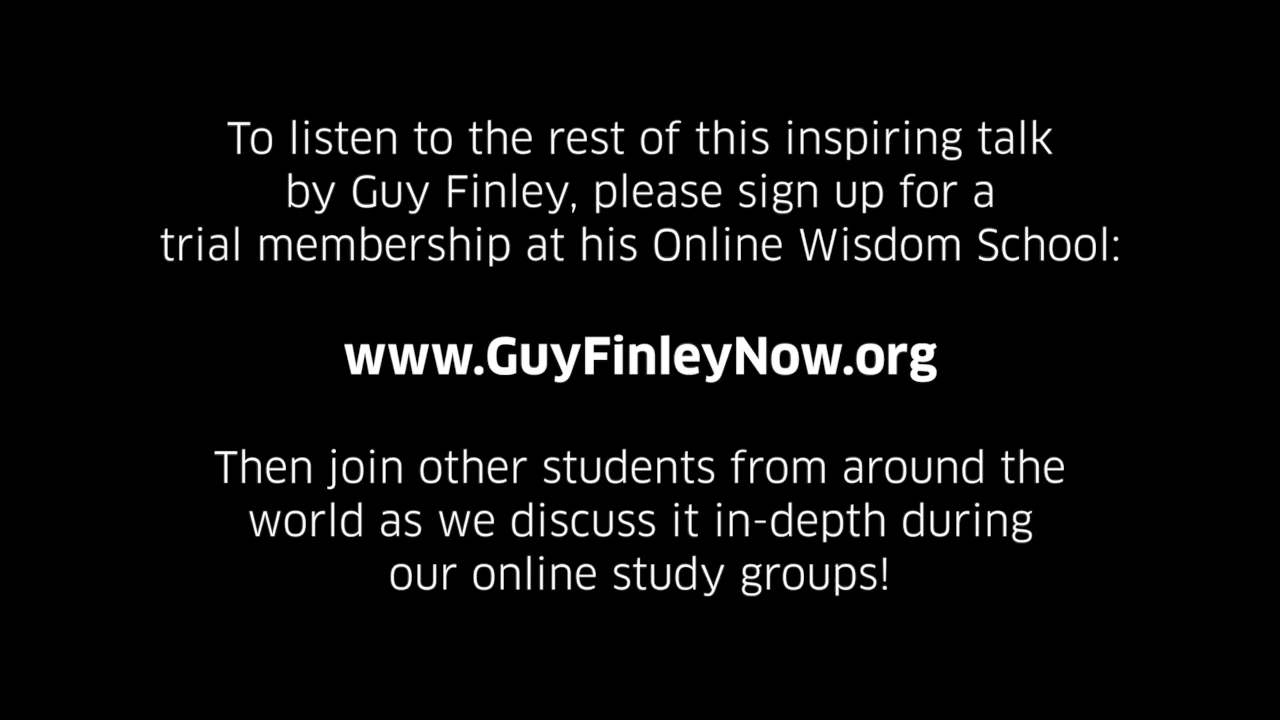 To listen to the rest of this inspiring talk
by Guy Finley, please sign up for a
trial membership at his Online Wisdom School:
www.GuyFinleyNow.org
Then join other students from around the
world as we discuss it in-depth during
our online study groups!